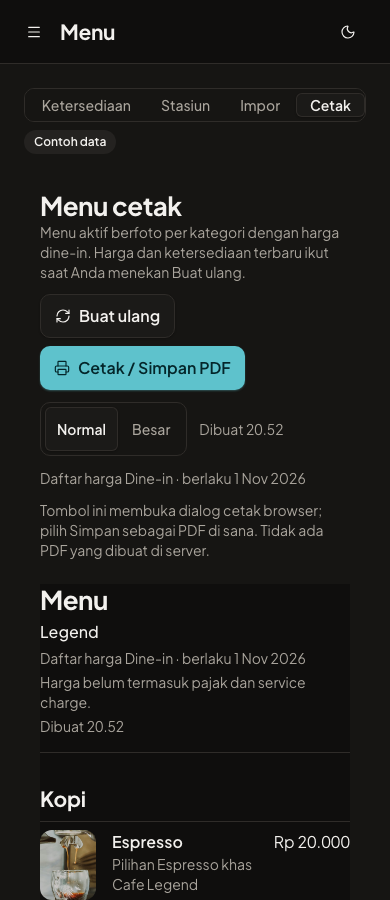 Menu
Ketersediaan Stasiun Impor Cetak
Contoh data
Menu cetak
Menu aktif berfoto per kategori dengan harga
dine-in. Harga dan ketersediaan terbaru ikut
saat Anda menekan Buat ulang.
Buat ulang
Cetak / Simpan PDF
Normal Besar Dibuat 20.52
Daftar harga Dine-in · berlaku 1 Nov 2026
Tombol ini membuka dialog cetak browser;
pilih Simpan sebagai PDF di sana. Tidak ada
PDF yang dibuat di server.
Menu
Legend
Daftar harga Dine-in · berlaku 1 Nov 2026
Harga belum termasuk pajak dan service
charge.
Dibuat 20.52
Kopi
Espresso Rp 20.000
Pilihan Espresso khas
Cafe Legend